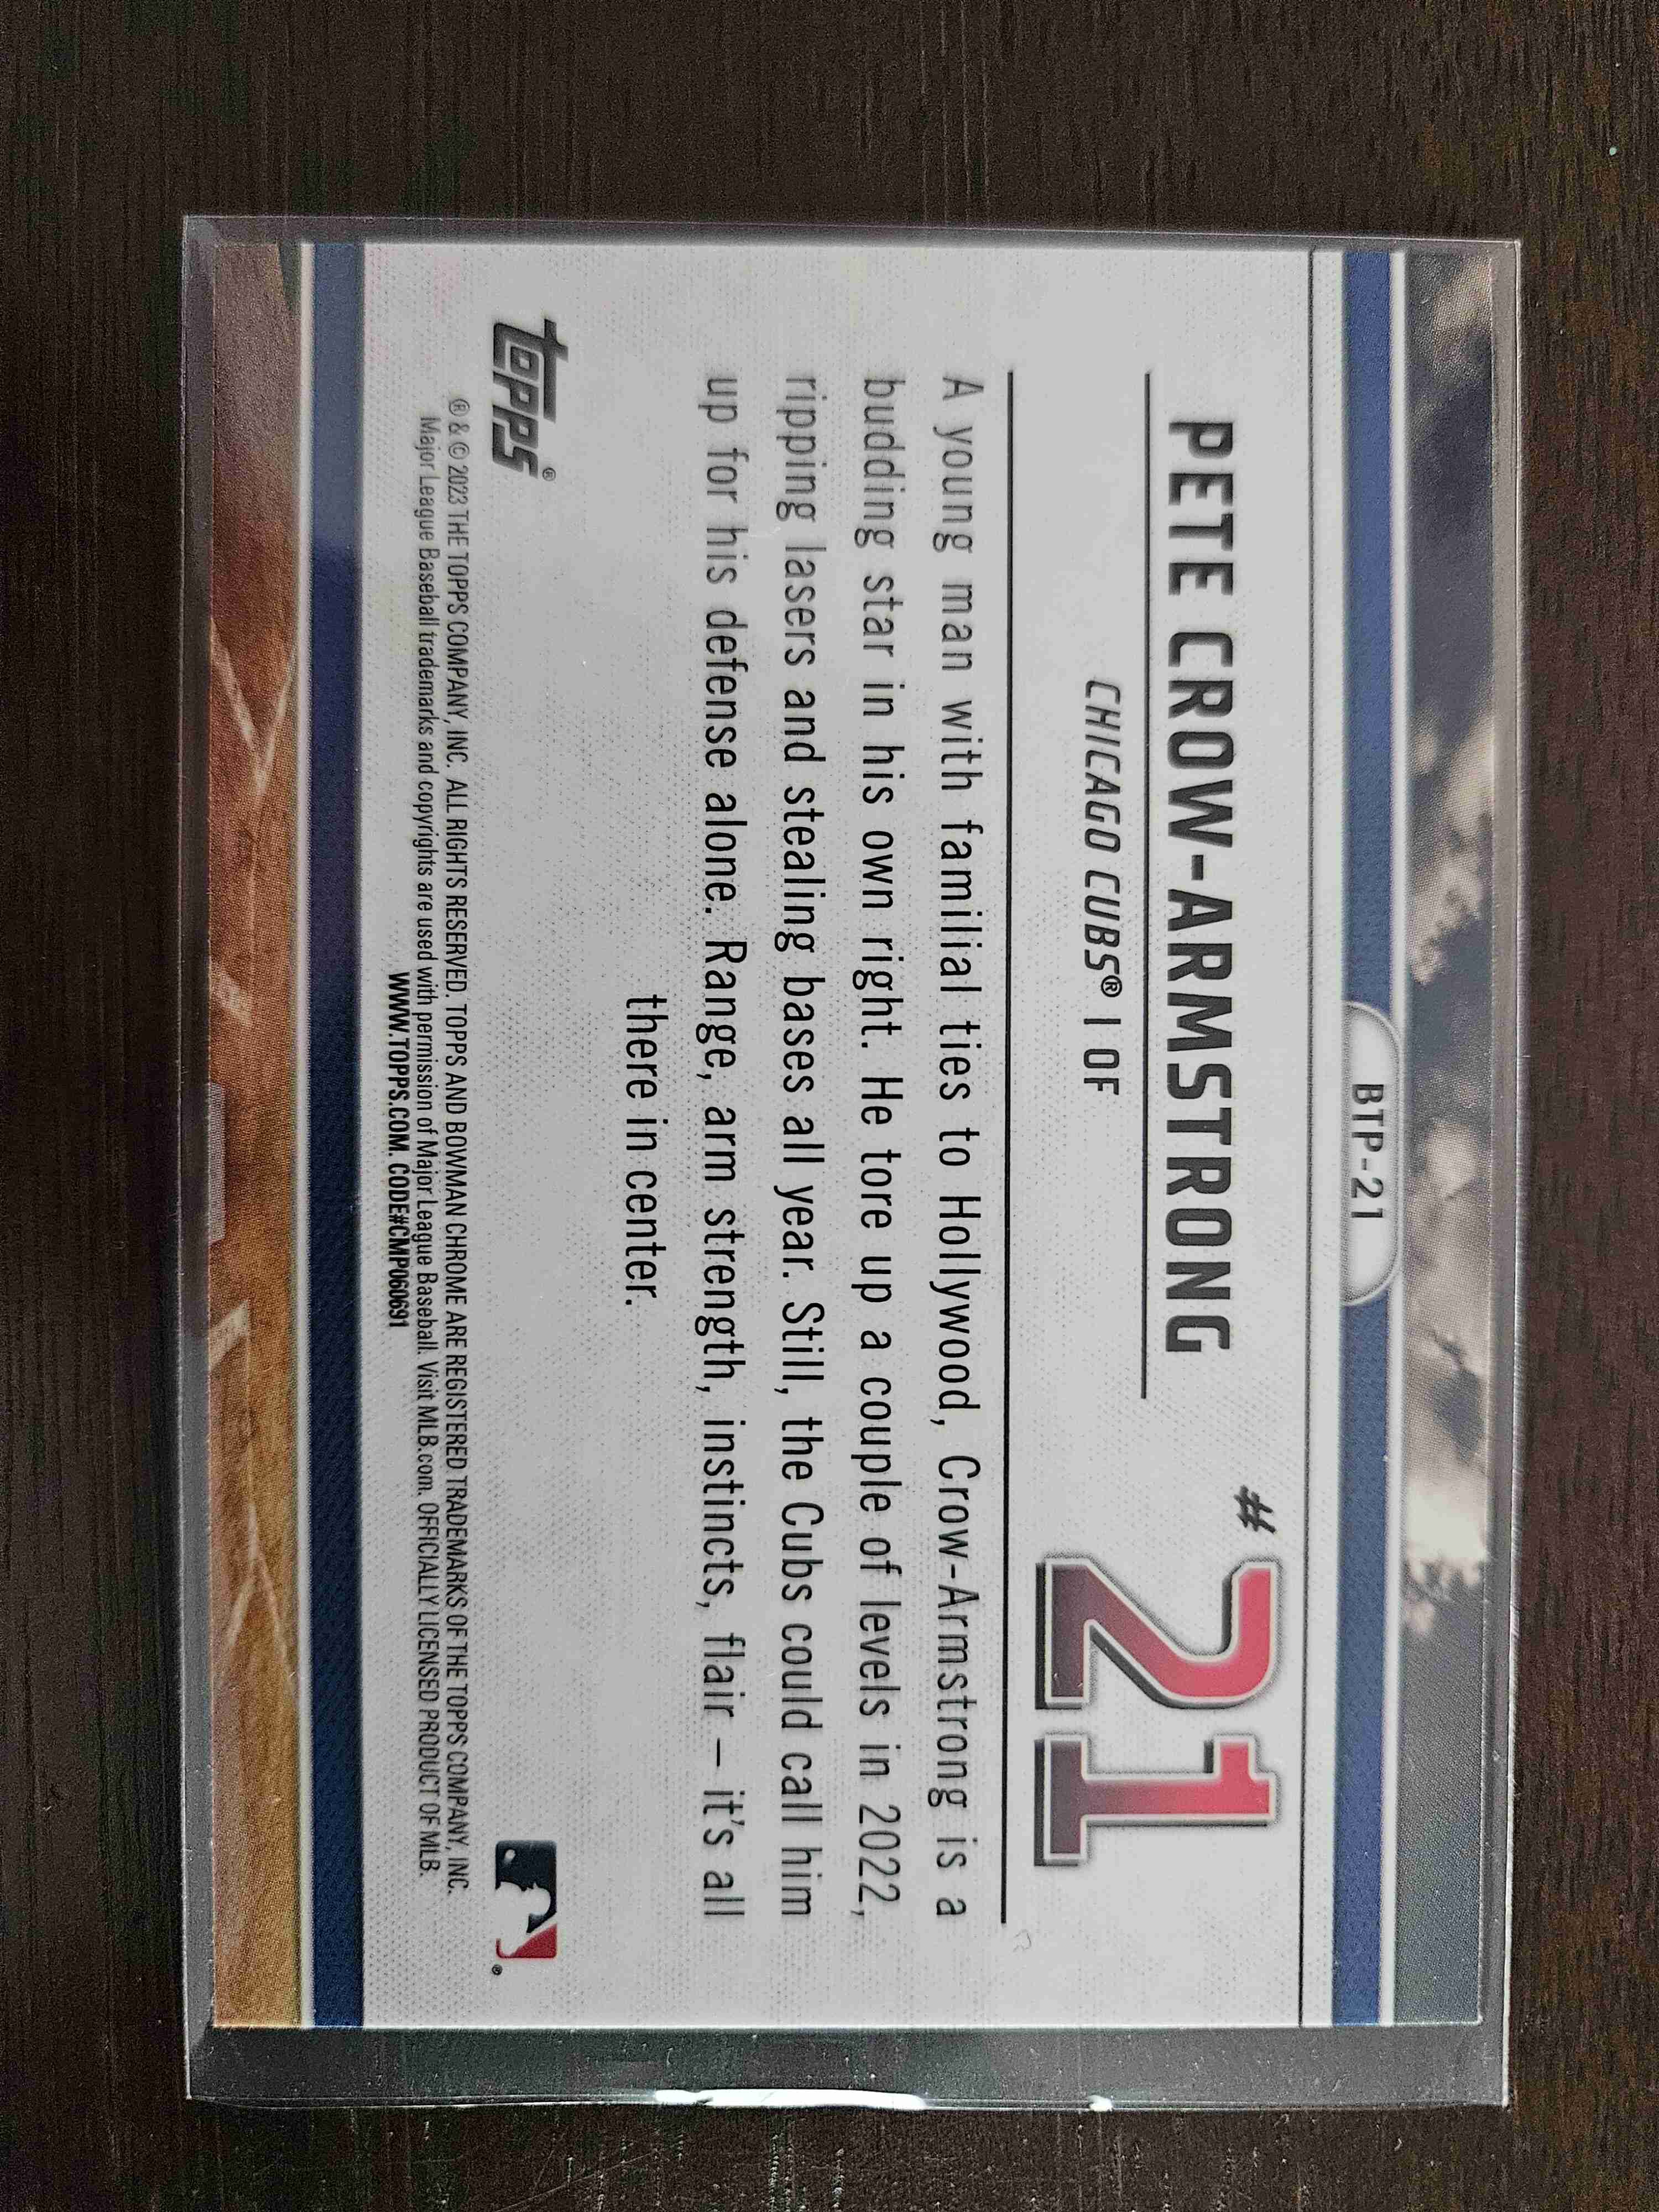 BTP-21
PETE CROW-ARMSTRONG
#21
CHICAGO CUBS® | OF
A young man with familial ties to Hollywood, Crow-Armstrong is a
budding star in his own right. He tore up a couple of levels in 2022,
ripping lasers and stealing bases all year. Still, the Cubs could call him
up for his defense alone. Range, arm strength, instincts, flair — it's all
there in center.
topps®
® & © 2023 THE TOPPS COMPANY, INC. ALL RIGHTS RESERVED. TOPPS AND BOWMAN CHROME ARE REGISTERED TRADEMARKS OF THE TOPPS COMPANY, INC.
Major League Baseball trademarks and copyrights are used with permission of Major League Baseball. Visit MLB.com. OFFICIALLY LICENSED PRODUCT OF MLB.
WWW.TOPPS.COM. CODE#CMP060691